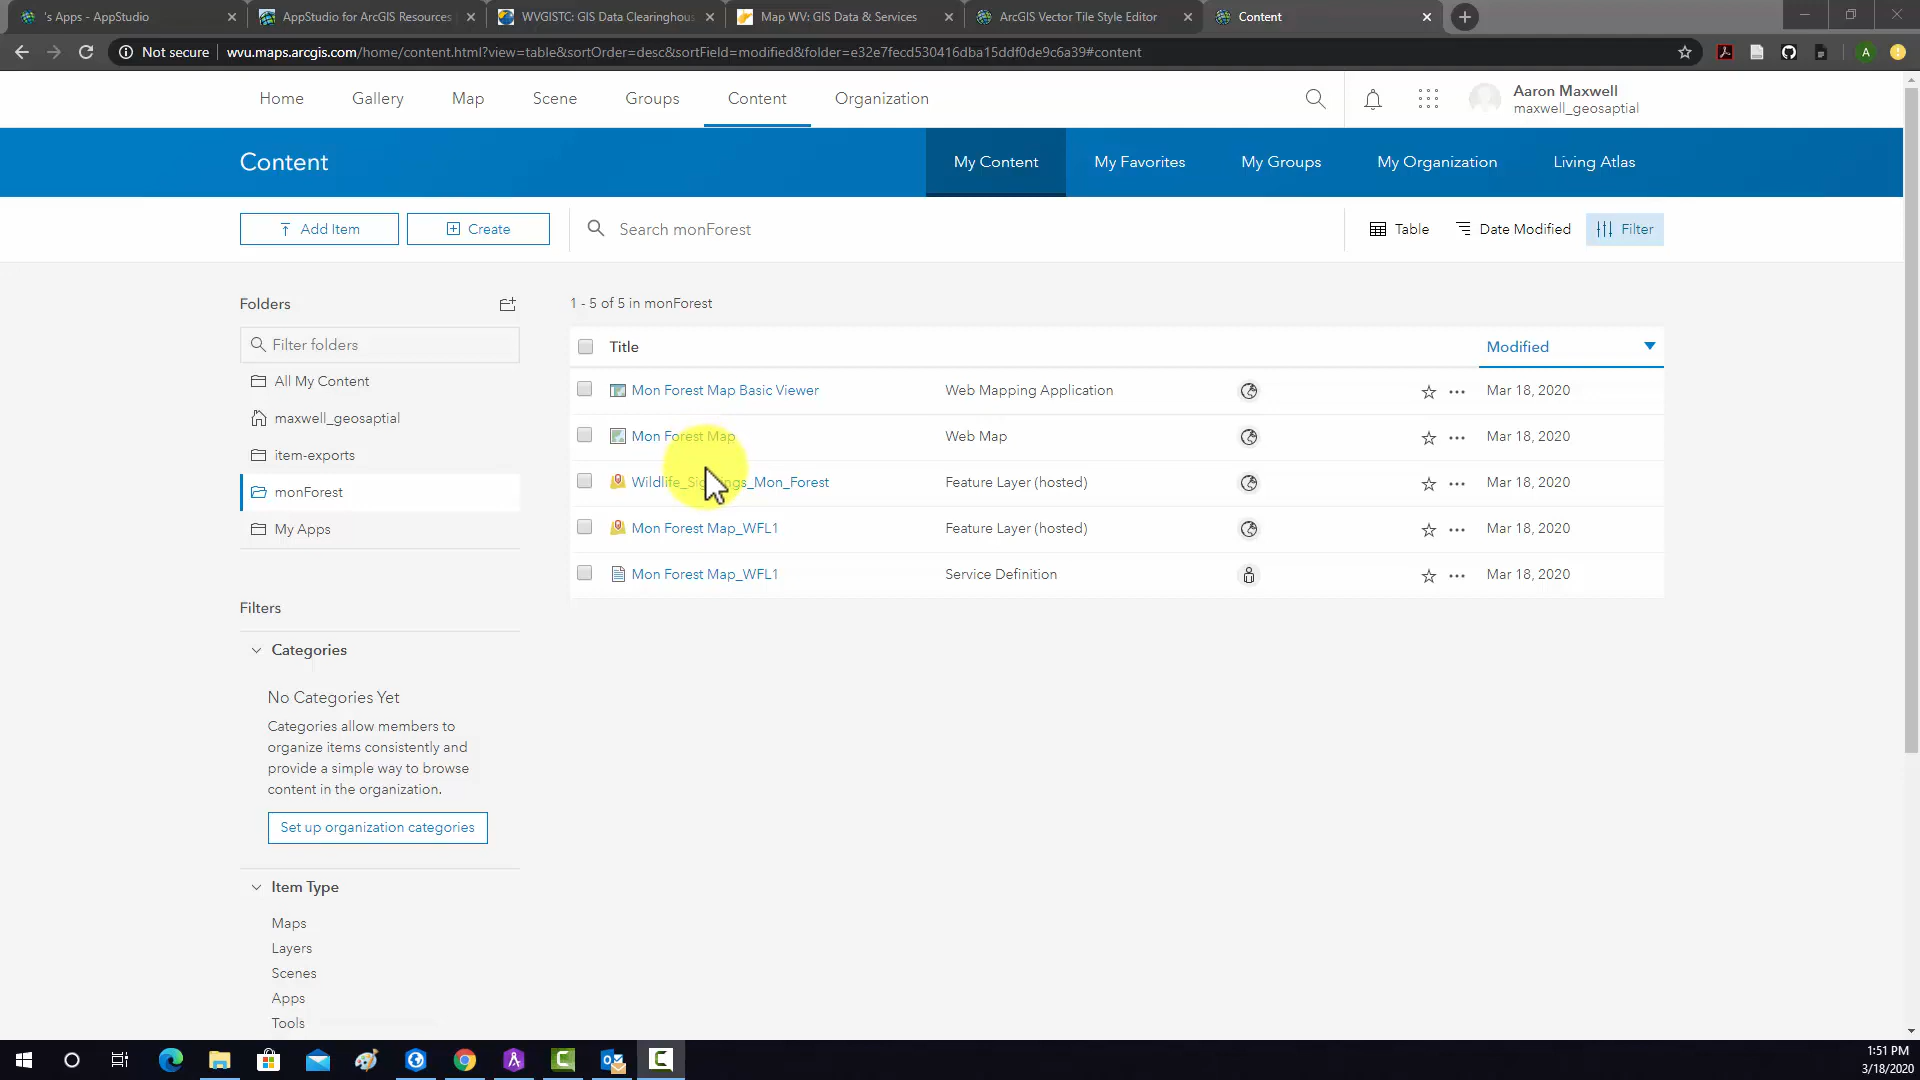 's Apps - AppStudio
AppStudio for ArcGIS Resources
WVGISTC: GIS Data Clearinghous
Map WV: GIS Data & Services
ArcGIS Vector Tile Style Editor
Content
Not secure
wvu.maps.arcgis.com/home/content.html?view=table&sortOrder=desc&sortField=modified&folder=e32e7fecd530416dba15ddf0de9c6a39#content
A
Home
Gallery
Map
Scene
Groups
Content
Organization
Aaron Maxwell
maxwell_geosaptial
Content
My Content
My Favorites
My Groups
My Organization
Living Atlas
Add Item
Create
Search monForest
Table
Date Modified
Filter
Folders
Filter folders
All My Content
maxwell_geosaptial
item-exports
monForest
My Apps
1 - 5 of 5 in monForest
Title
Modified
Mon Forest Map Basic Viewer
Web Mapping Application
Mar 18, 2020
Mon Forest Map
Web Map
Mar 18, 2020
Feature Layer (hosted)
Mar 18, 2020
Mon Forest Map_WFL1
Feature Layer (hosted)
Mar 18, 2020
Mon Forest Map_WFL1
Service Definition
Mar 18, 2020
Filters
Categories
No Categories Yet
Categories allow members to
organize items consistently and
provide a simple way to browse
content in the organization.
Set up organization categories
Item Type
Maps
Layers
Scenes
Apps
Tools
1:51 PM
3/18/2020